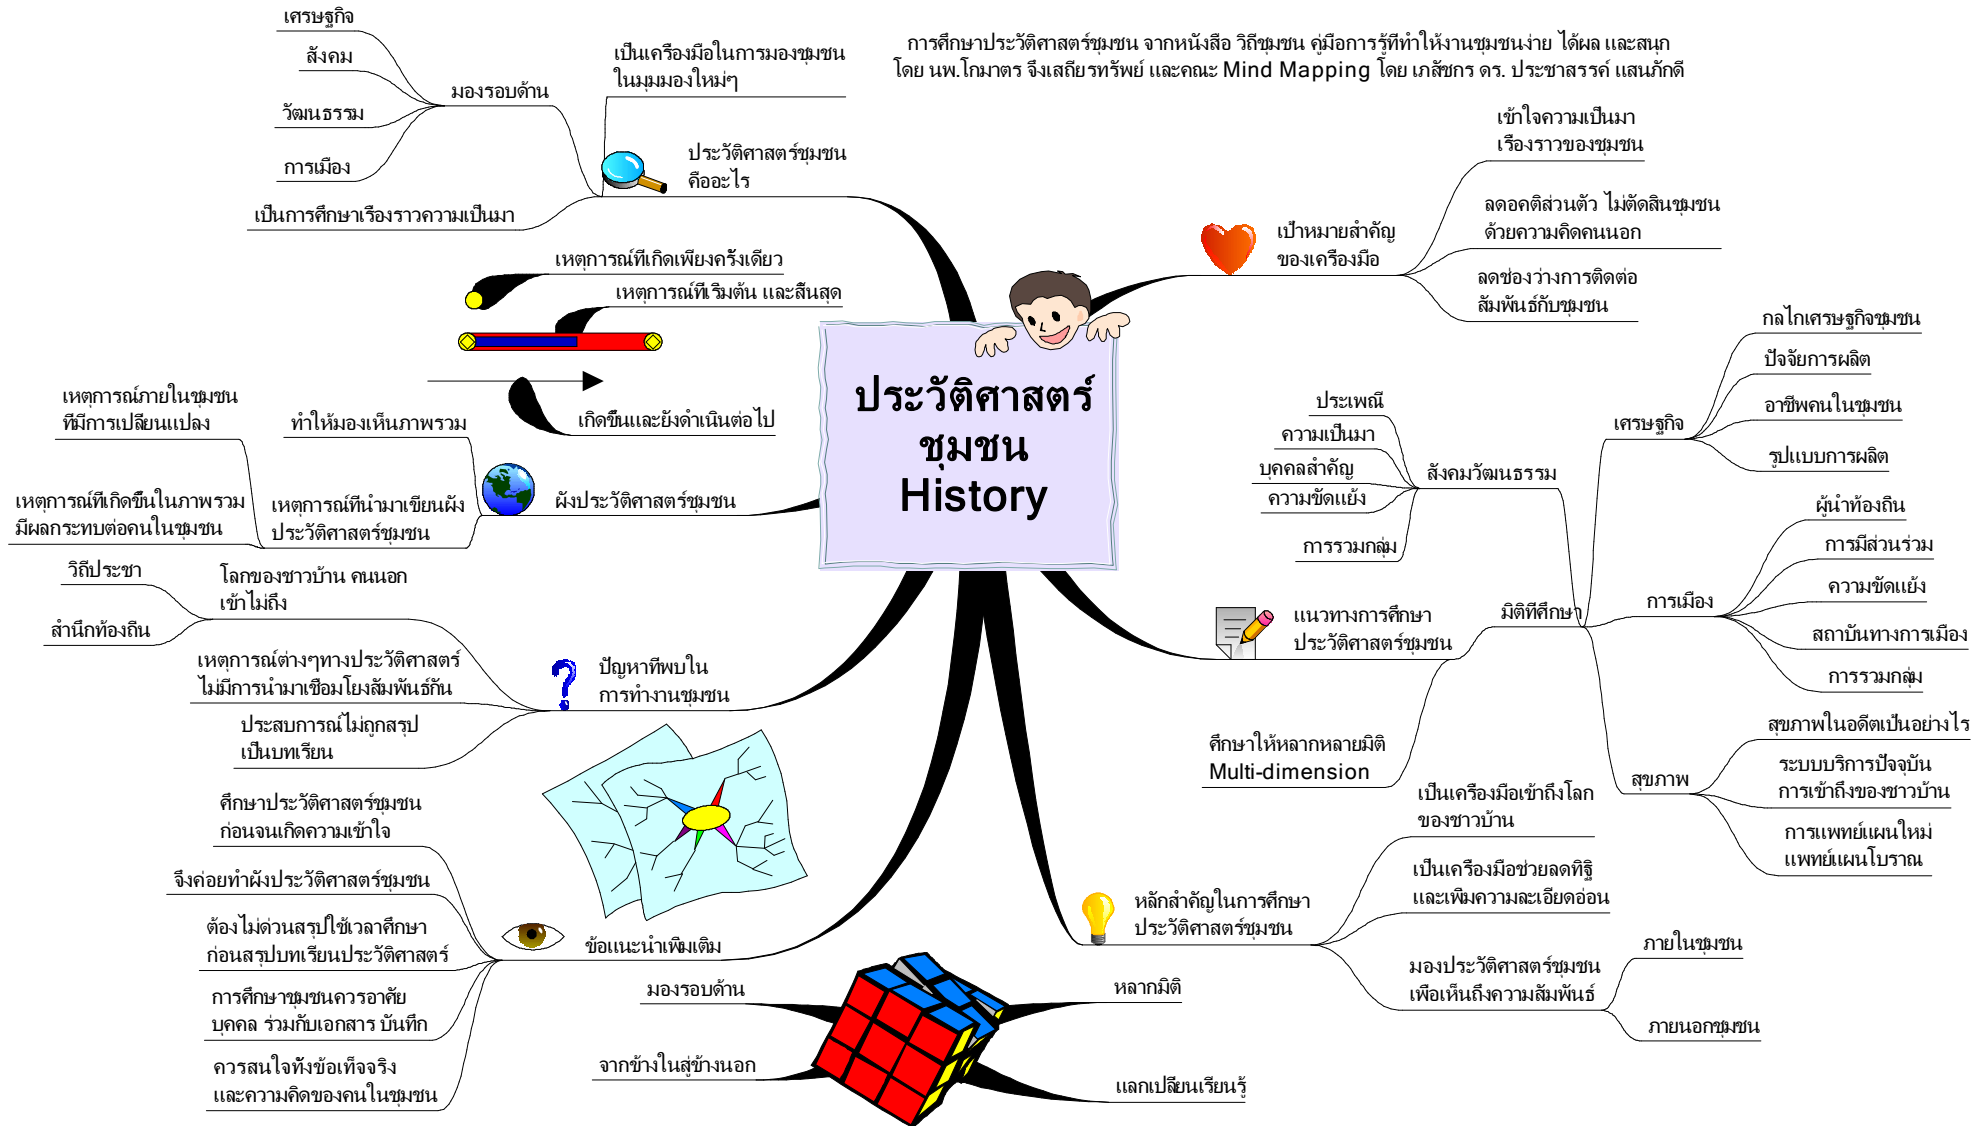 การศึกษาประวัติศาสตร์ชุมชน จากหนังสือ วิถีชุมชน คู่มือการรู้ที่ทำให้งานชุมชนง่าย ได้ผล และสนุก
โดย นพ.โกมาตร จึงเสถียรทรัพย์ และคณะ Mind Mapping โดย เภสัชกร ดร. ประชาสรรค์ แสนภักดี
ประวัติศาสตร์
ชุมชน
History
ประวัติศาสตร์ชุมชน
คืออะไร
เป็นเครื่องมือในการมองชุมชน
ในมุมมองใหม่ๆ
มองรอบด้าน
เศรษฐกิจ
สังคม
วัฒนธรรม
การเมือง
เป็นการศึกษาเรื่องราวความเป็นมา
เหตุการณ์ที่เกิดเพียงครั้งเดียว
เหตุการณ์ที่เริ่มต้น และสิ้นสุด
เกิดขึ้นและยังดำเนินต่อไป
ผังประวัติศาสตร์ชุมชน
ทำให้มองเห็นภาพรวม
เหตุการณ์ที่นำมาเขียนผัง
ประวัติศาสตร์ชุมชน
เหตุการณ์ภายในชุมชน
ที่มีการเปลี่ยนแปลง
เหตุการณ์ที่เกิดขึ้นในภาพรวม
มีผลกระทบต่อคนในชุมชน
ปัญหาที่พบใน
การทำงานชุมชน
โลกของชาวบ้าน คนนอก
เข้าไม่ถึง
วิถีประชา
สำนึกท้องถิ่น
เหตุการณ์ต่างๆทางประวัติศาสตร์
ไม่มีการนำมาเชื่อมโยงสัมพันธ์กัน
ประสบการณ์ไม่ถูกสรุป
เป็นบทเรียน
ข้อแนะนำเพิ่มเติม
ศึกษาประวัติศาสตร์ชุมชน
ก่อนจนเกิดความเข้าใจ
จึงค่อยทำผังประวัติศาสตร์ชุมชน
ต้องไม่ด่วนสรุปใช้เวลาศึกษา
ก่อนสรุปบทเรียนประวัติศาสตร์
การศึกษาชุมชนควรอาศัย
บุคคล ร่วมกับเอกสาร บันทึก
ควรสนใจทั้งข้อเท็จจริง
และความคิดของคนในชุมชน
เป้าหมายสำคัญ
ของเครื่องมือ
เข้าใจความเป็นมา
เรื่องราวของชุมชน
ลดอคติส่วนตัว ไม่ตัดสินชุมชน
ด้วยความคิดคนนอก
ลดช่องว่างการติดต่อ
สัมพันธ์กับชุมชน
แนวทางการศึกษา
ประวัติศาสตร์ชุมชน
มิติที่ศึกษา
เศรษฐกิจ
กลไกเศรษฐกิจชุมชน
ปัจจัยการผลิต
อาชีพคนในชุมชน
รูปแบบการผลิต
สังคมวัฒนธรรม
ประเพณี
ความเป็นมา
บุคคลสำคัญ
ความขัดแย้ง
การรวมกลุ่ม
การเมือง
ผู้นำท้องถิ่น
การมีส่วนร่วม
ความขัดแย้ง
สถาบันทางการเมือง
การรวมกลุ่ม
สุขภาพ
สุขภาพในอดีตเป็นอย่างไร
ระบบบริการปัจจุบัน
การเข้าถึงของชาวบ้าน
การแพทย์แผนใหม่
แพทย์แผนโบราณ
ศึกษาให้หลากหลายมิติ
Multi-dimension
หลักสำคัญในการศึกษา
ประวัติศาสตร์ชุมชน
เป็นเครื่องมือเข้าถึงโลก
ของชาวบ้าน
เป็นเครื่องมือช่วยลดทิฐิ
และเพิ่มความละเอียดอ่อน
มองประวัติศาสตร์ชุมชน
เพื่อเห็นถึงความสัมพันธ์
ภายในชุมชน
ภายนอกชุมชน
มองรอบด้าน
หลากมิติ
จากข้างในสู่ข้างนอก
แลกเปลี่ยนเรียนรู้